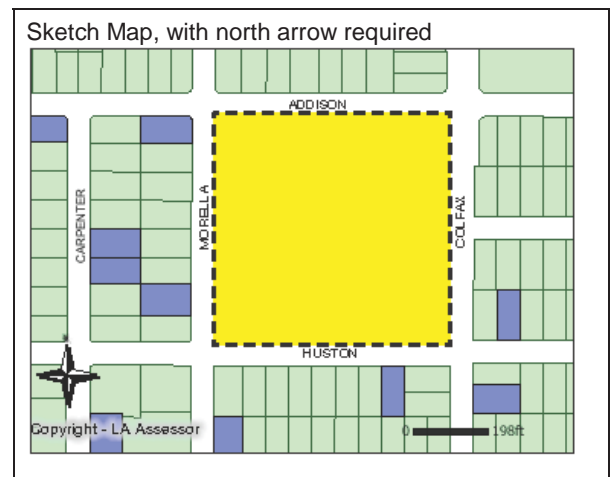 Sketch Map, with north arrow required
ADDISON
CARPENTER
MORELLA
COLFAX
HUSTON
Copyright - LA Assessor
0 198ft